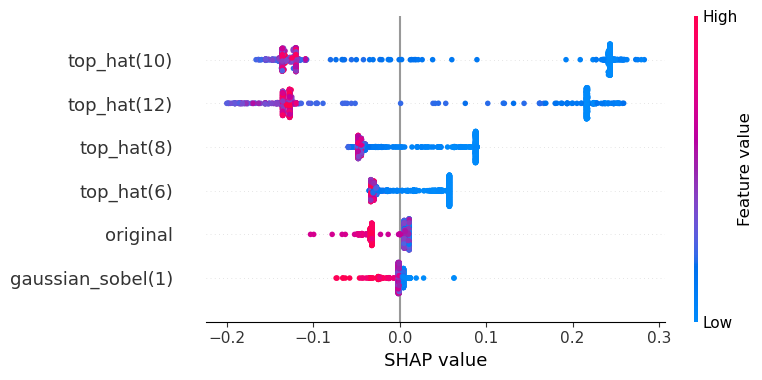 High
top_hat(10)
top_hat(12)
top_hat(8)
top_hat(6)
original
gaussian_sobel(1)
Feature value
Low
−0.2 −0.1 0.0 0.1 0.2 0.3
SHAP value